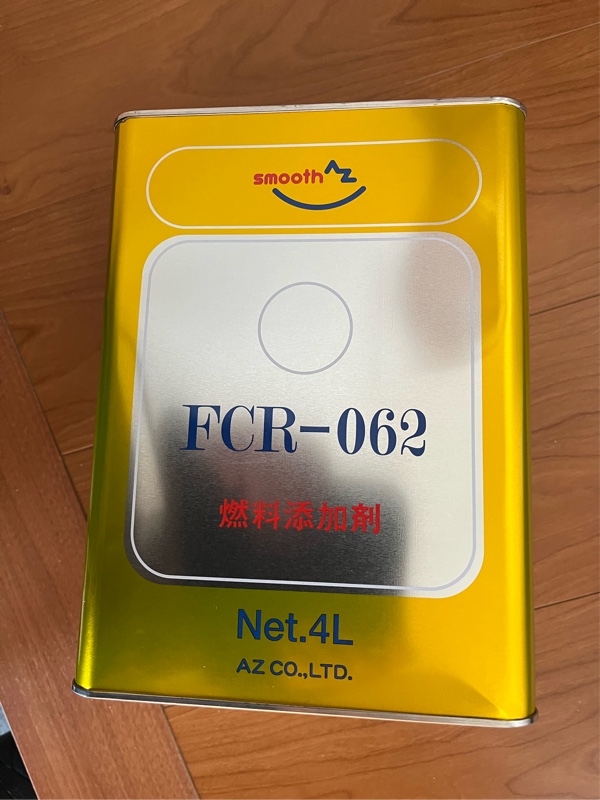 smooth AZ
FCR-062
燃料添加剤
Net.4L
AZ CO.,LTD.